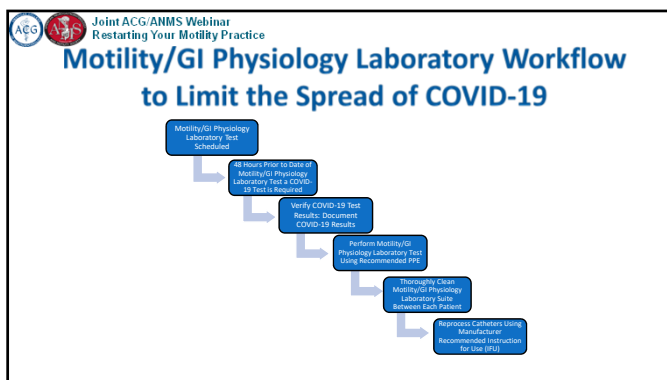 ACG
ANMS
Joint ACG/ANMS Webinar
Restarting Your Motility Practice
Motility/GI Physiology Laboratory Workflow
to Limit the Spread of COVID-19
Motility/GI Physiology
Laboratory Test
Scheduled
48 Hours Prior to Date of
Motility/GI Physiology
Laboratory Test a COVID-
19 Test is Required
Verify COVID-19 Test
Results: Document
COVID-19 Results
Perform Motility/GI
Physiology Laboratory Test
Using Recommended PPE
Thoroughly Clean
Motility/GI Physiology
Laboratory Suite
Between Each Patient
Reprocess Catheters Using
Manufacturer
Recommended Instruction
for Use (IFU)